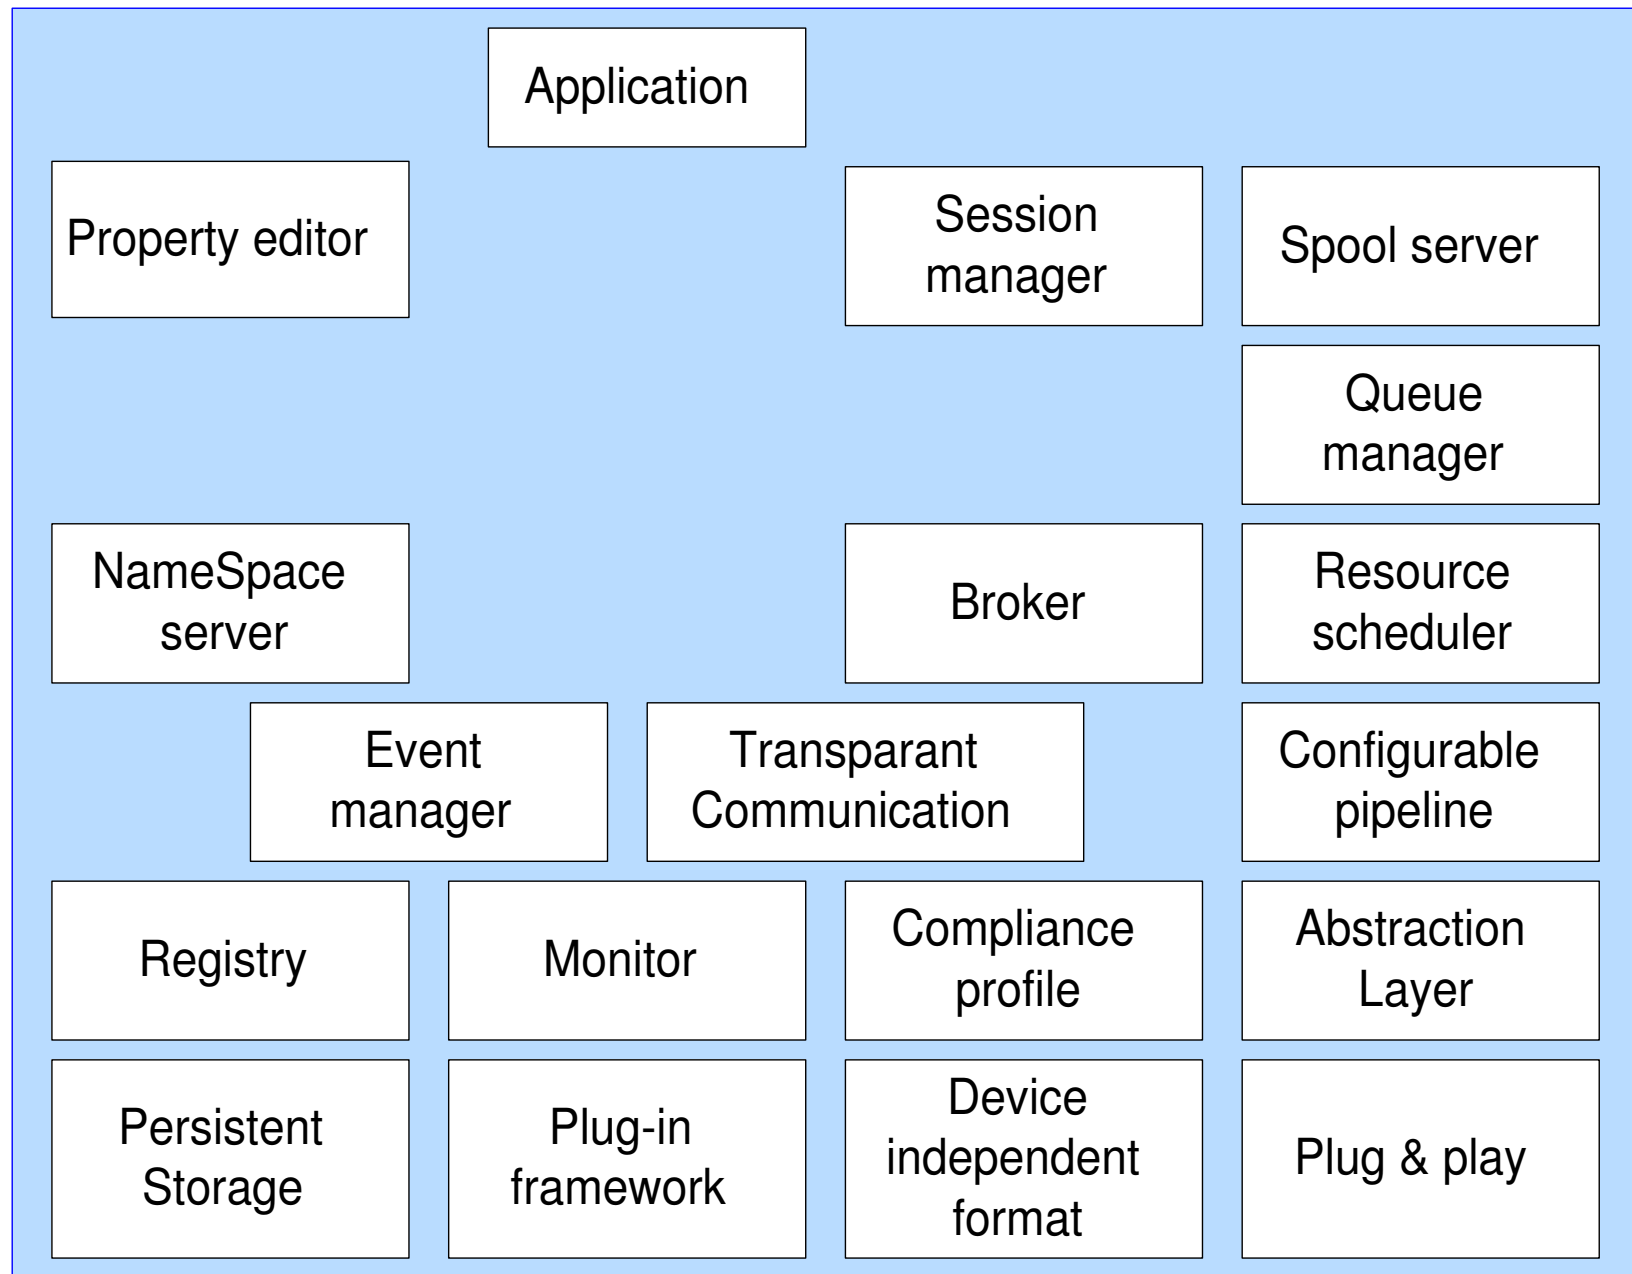 Application
Property editor
Session
manager
Spool server
Queue
manager
NameSpace
server
Broker
Resource
scheduler
Event
manager
Transparant
Communication
Configurable
pipeline
Registry
Monitor
Compliance
profile
Abstraction
Layer
Persistent
Storage
Plug-in
framework
Device
independent
format
Plug & play